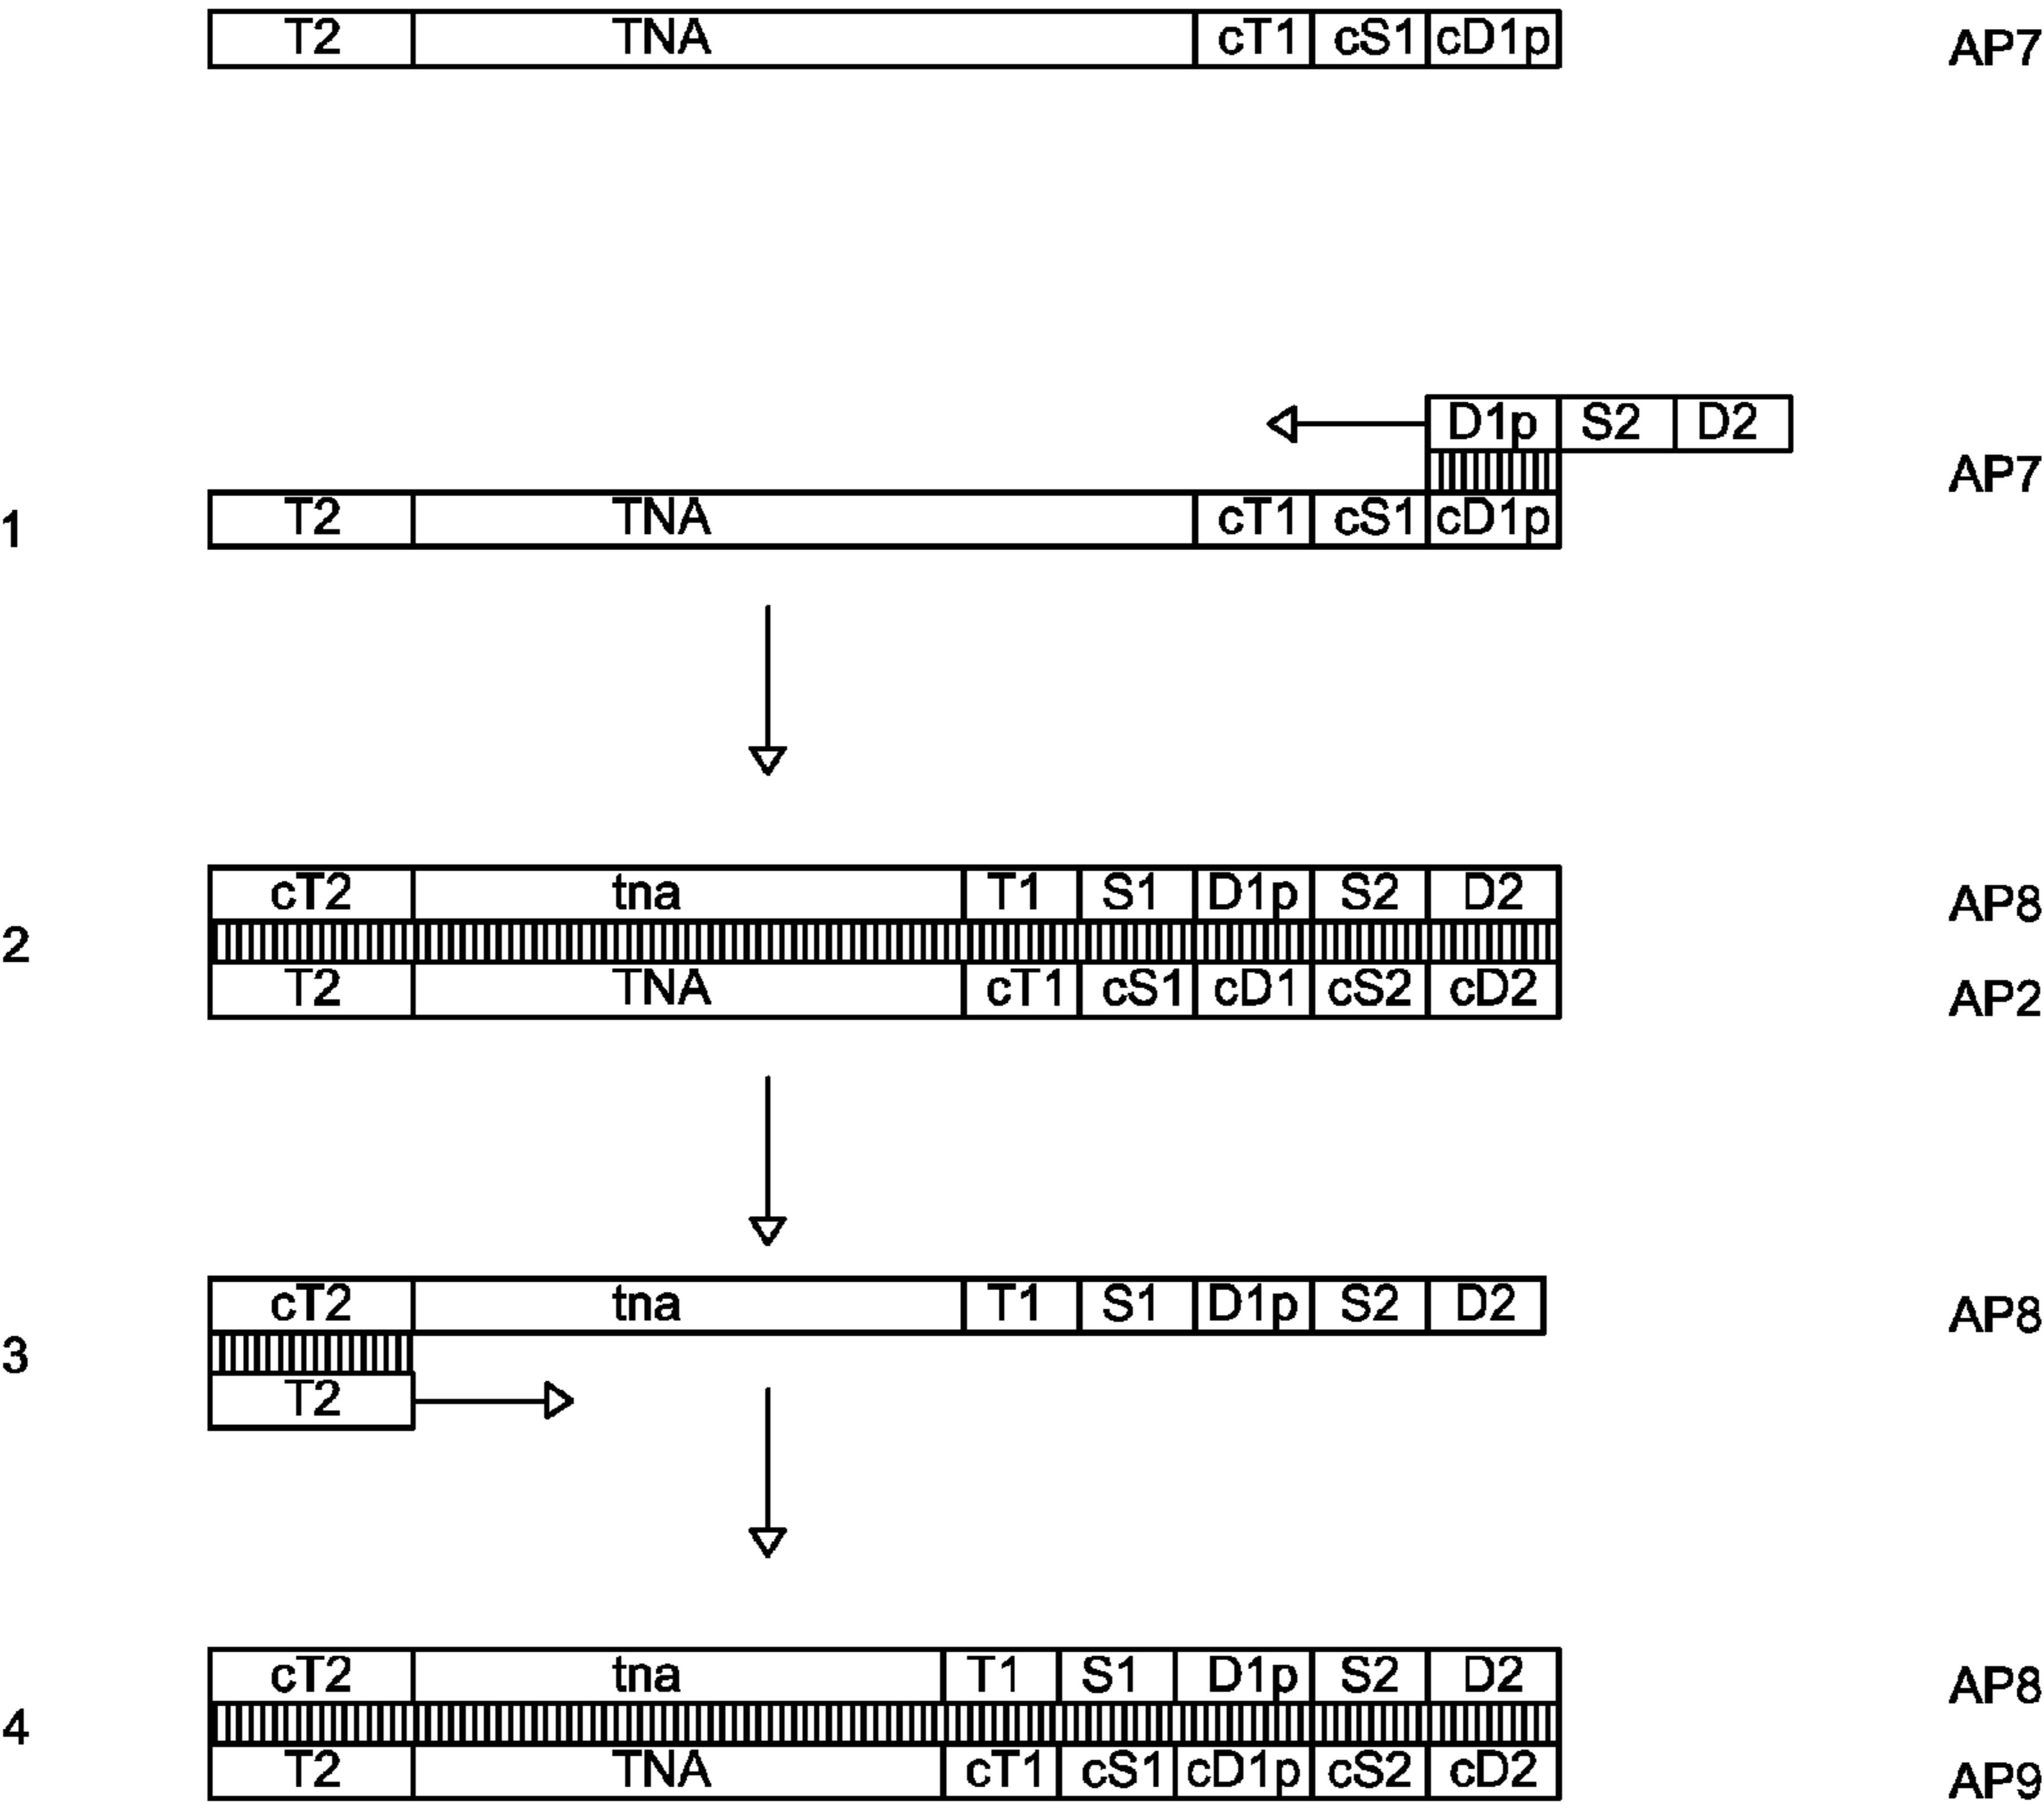 T2 TNA cT1 cS1 cD1p AP7
D1p S2 D2
AP7
1 T2 TNA cT1 cS1 cD1p
cT2 tna T1 S1 D1p S2 D2 AP8
2
T2 TNA cT1 cS1 cD1 cS2 cD2 AP2
cT2 tna T1 S1 D1p S2 D2 AP8
3
T2
cT2 tna T1 S1 D1p S2 D2 AP8
4
T2 TNA cT1 cS1 cD1p cS2 cD2 AP9